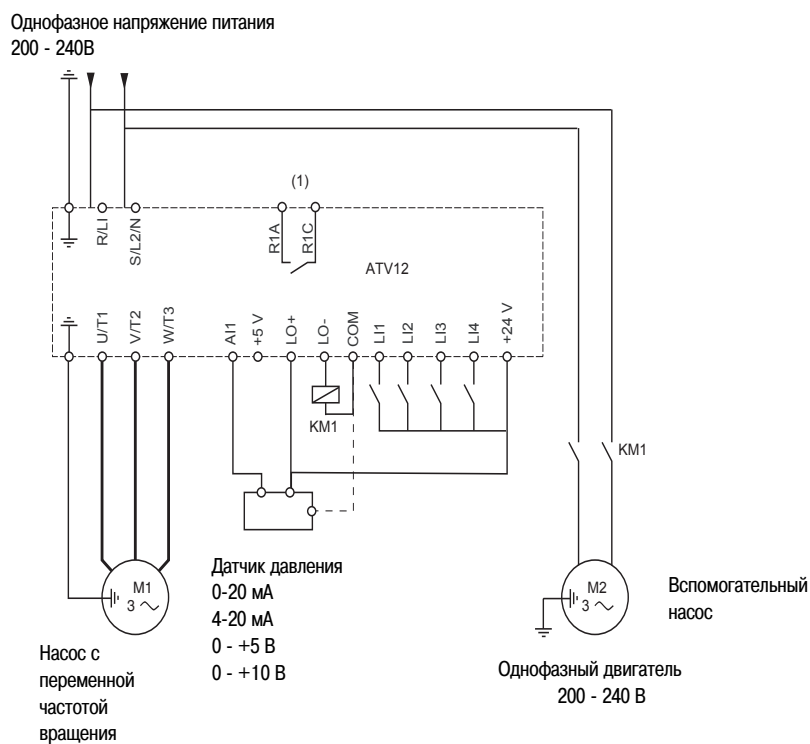 Однофазное напряжение питания
200 - 240В
(1)
R/LI
S/L2/N
R1A
R1C
ATV12
U/T1
V/T2
W/T3
AI1
+5 V
LO+
LO-
COM
LI1
LI2
LI3
LI4
+24 V
KM1
KM1
M1
3
M2
3
Датчик давления
0-20 мА
4-20 мА
0 - +5 В
0 - +10 В
Вспомогательный
насос
Насос с
переменной
частотой
вращения
Однофазный двигатель
200 - 240 В